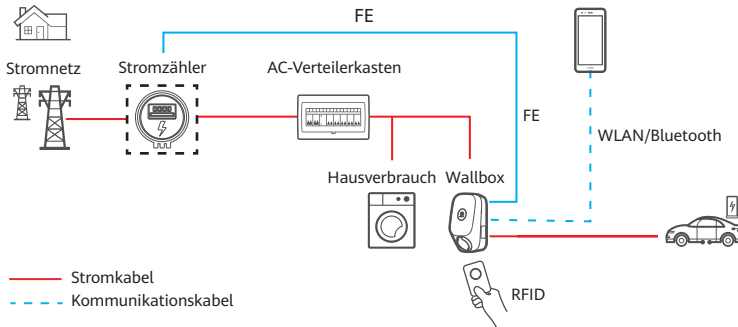 FE
Stromnetz
Stromzähler
AC-Verteilerkasten
FE
WLAN/Bluetooth
Hausverbrauch
Wallbox
RFID
Stromkabel
Kommunikationskabel